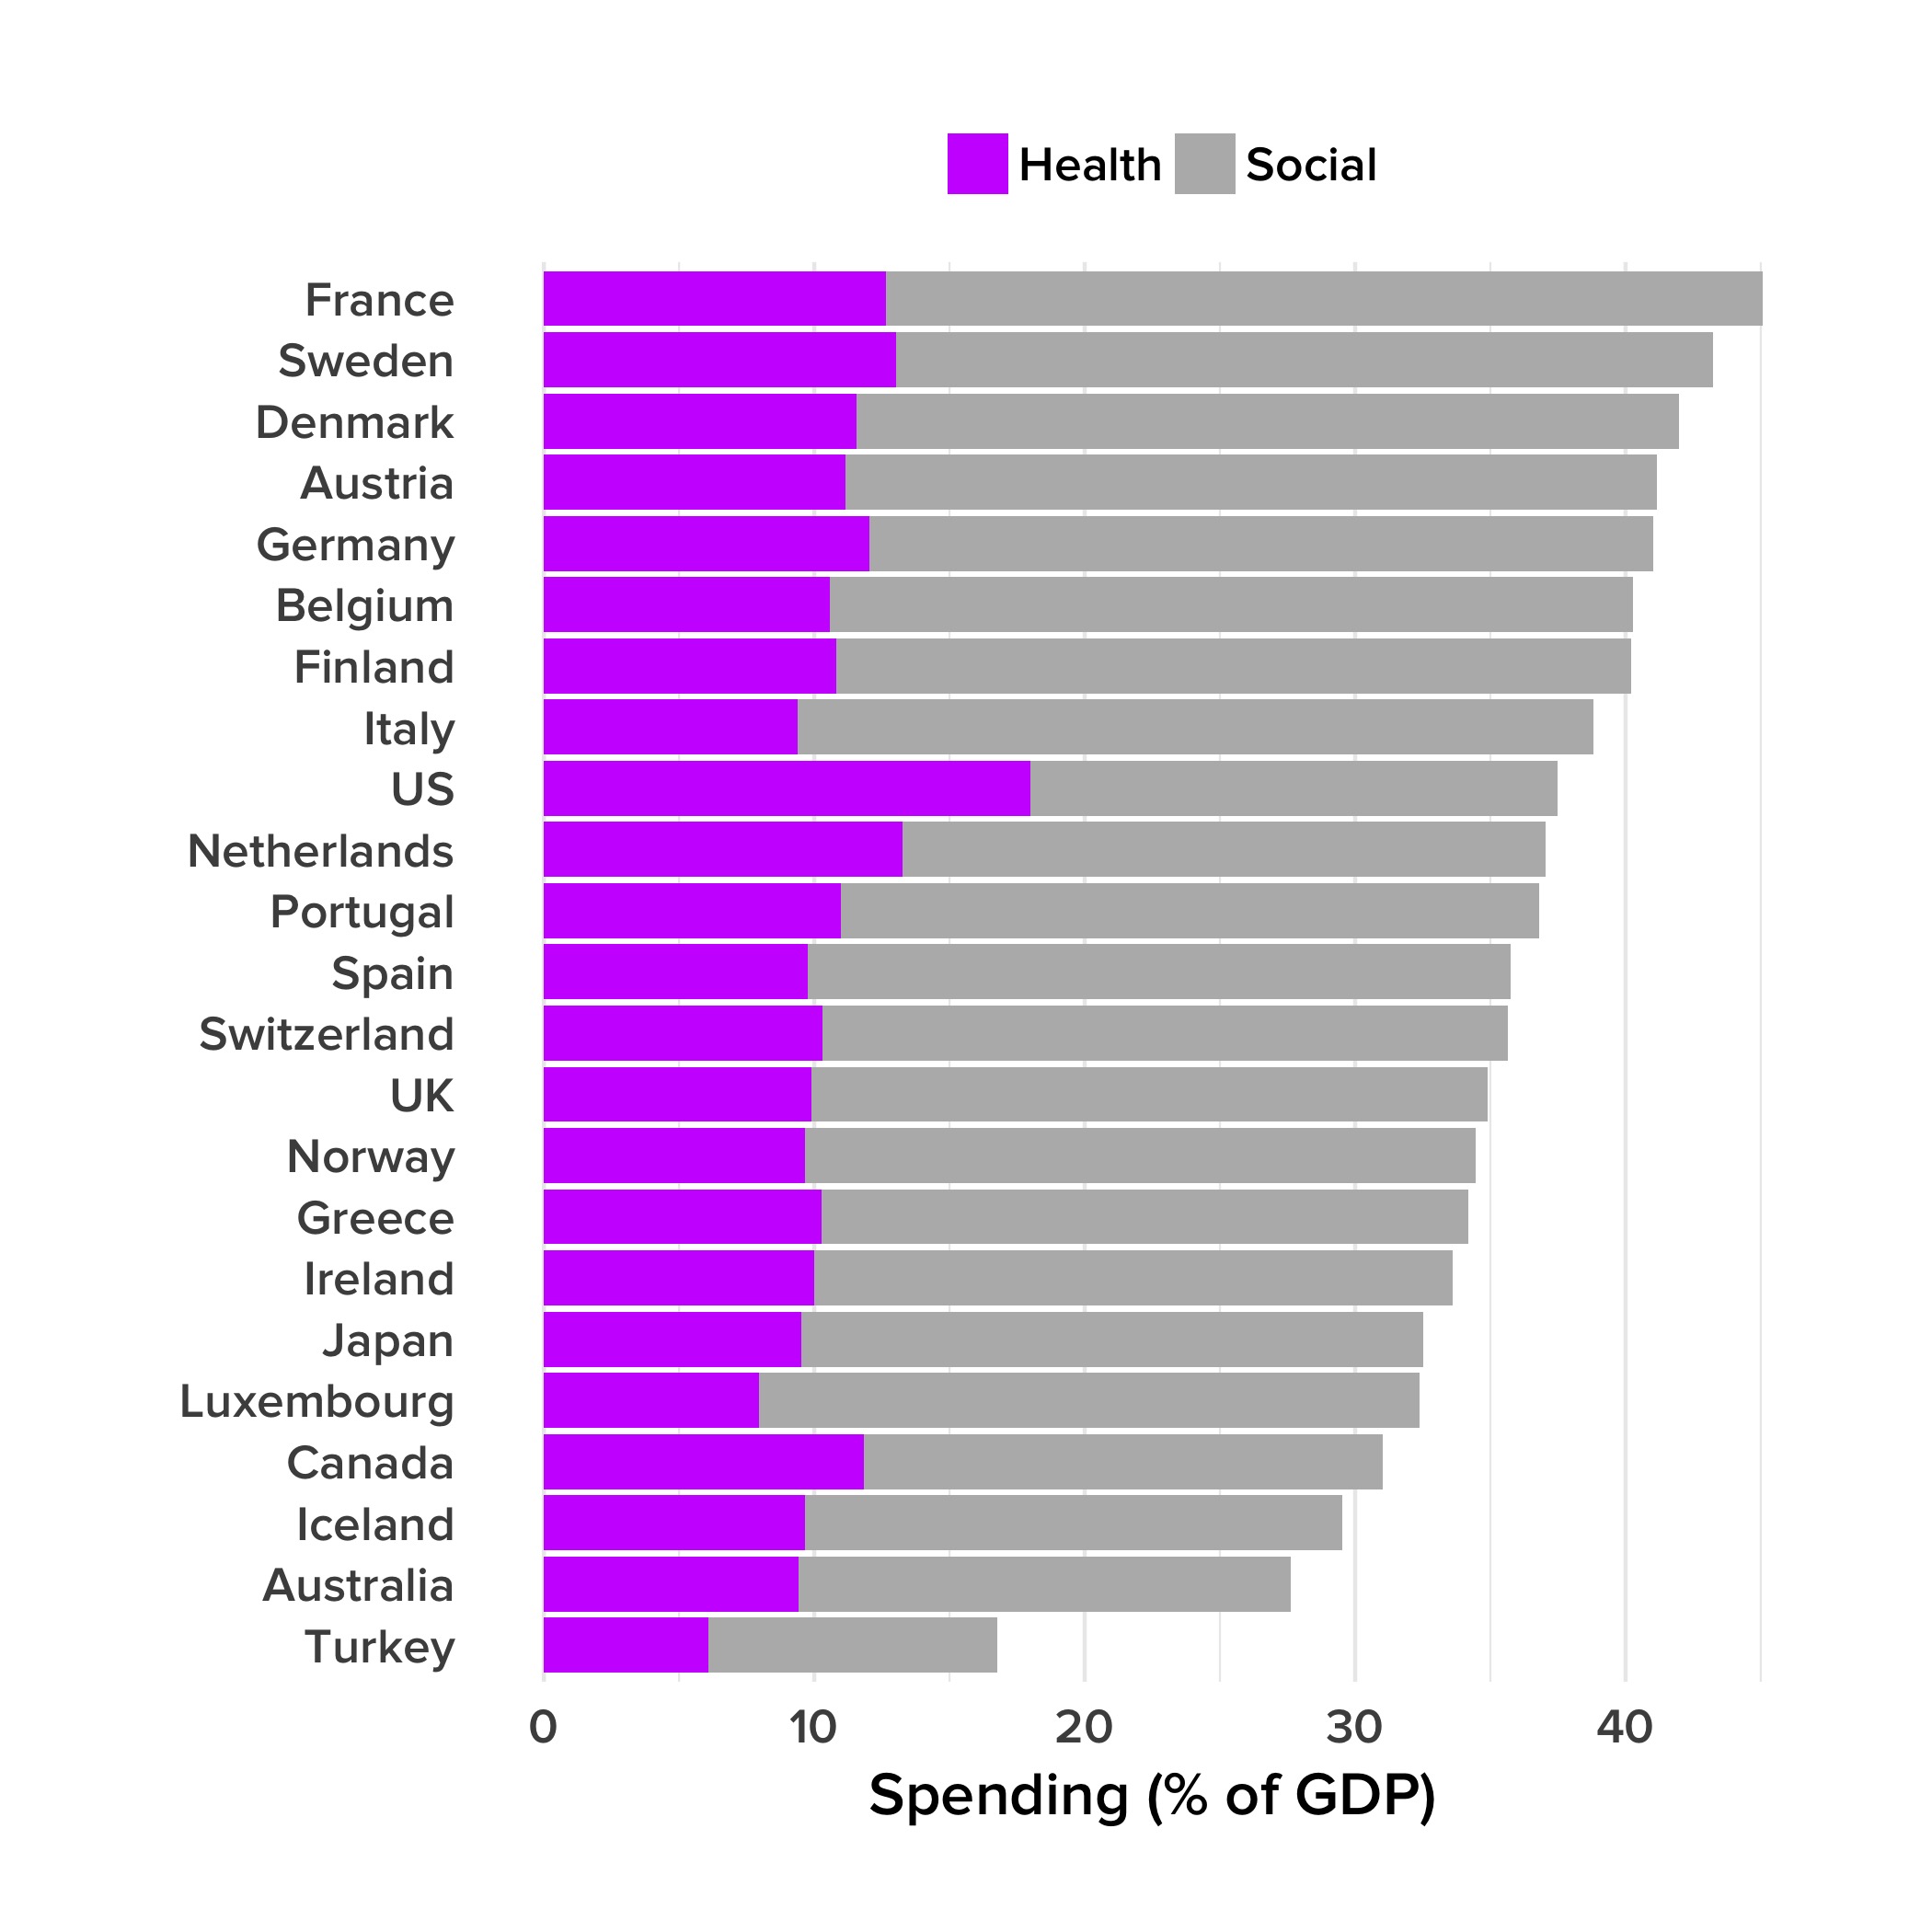 Health Social
France
Sweden
Denmark
Austria
Germany
Belgium
Finland
Italy
US
Netherlands
Portugal
Spain
Switzerland
UK
Norway
Greece
Ireland
Japan
Luxembourg
Canada
Iceland
Australia
Turkey
0 10 20 30 40
Spending (% of GDP)